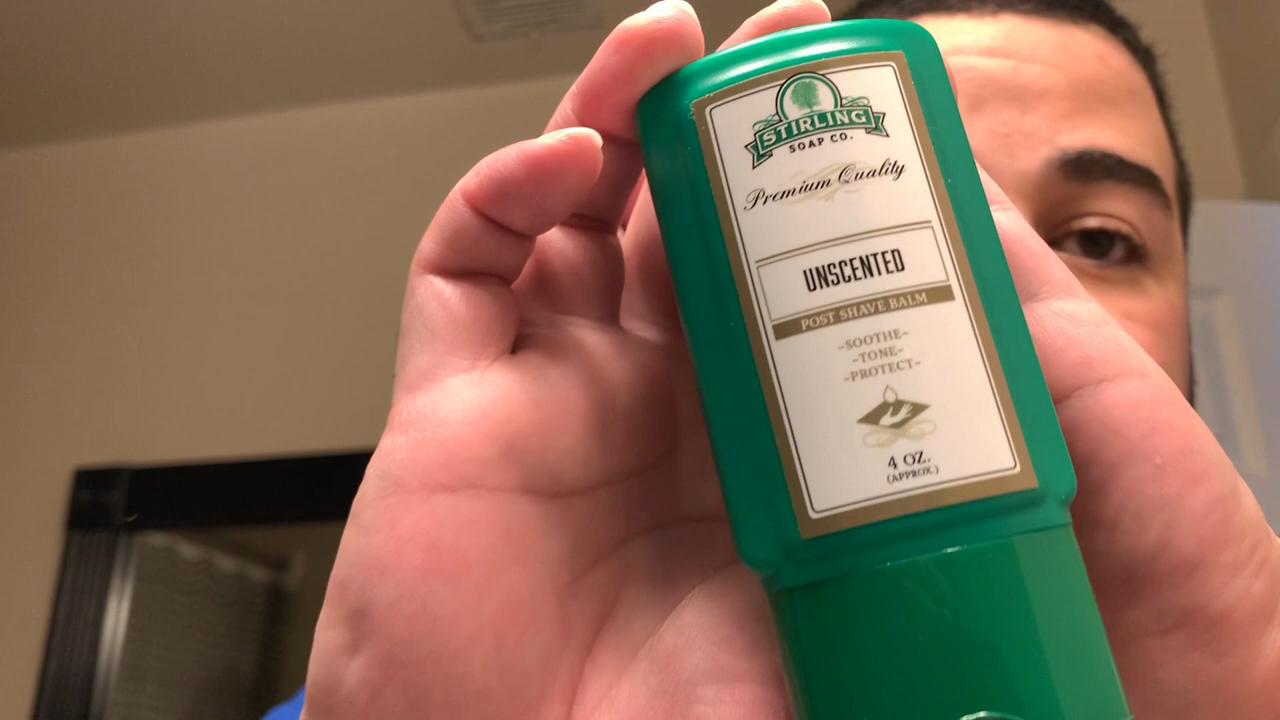 STIRLING
SOAP CO.
Premium Quality
UNSCENTED
POST SHAVE BALM
-SOOTHE-
-TONE-
-PROTECT-
4 OZ.
(APPROX.)